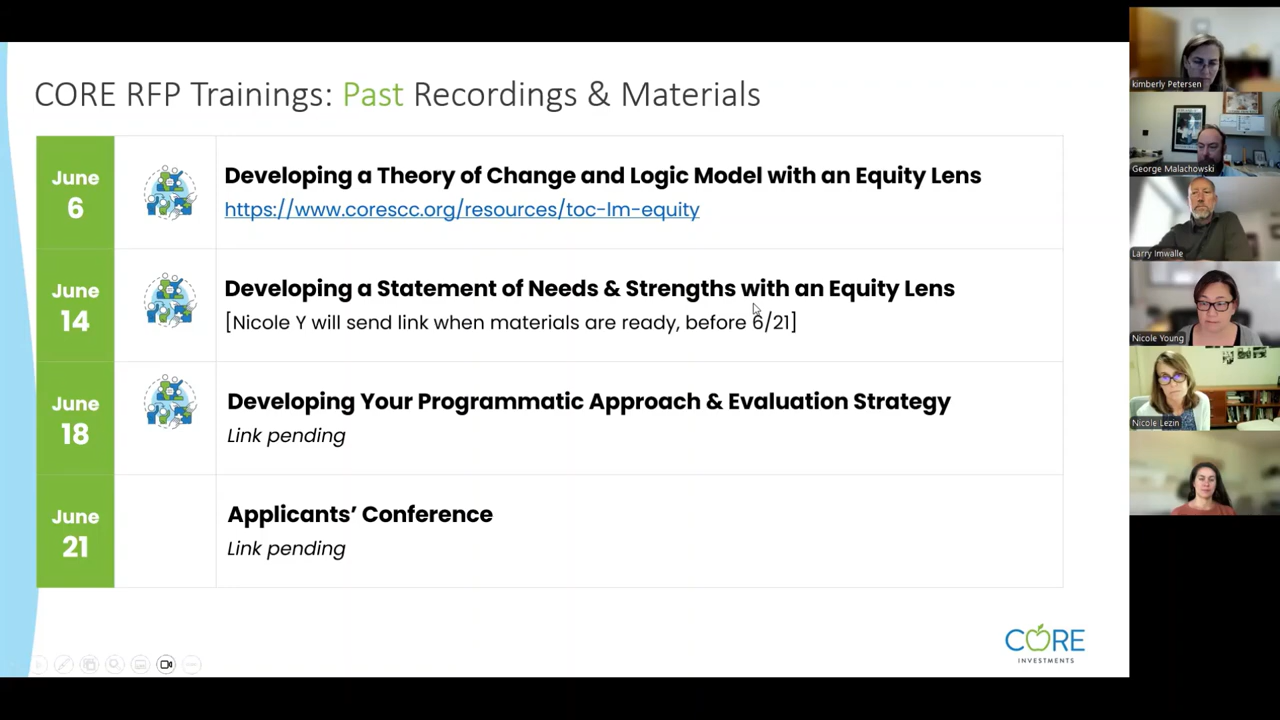 CORE RFP Trainings: Past Recordings & Materials
June
6
Developing a Theory of Change and Logic Model with an Equity Lens
https://www.corescc.org/resources/toc-lm-equity
June
14
Developing a Statement of Needs & Strengths with an Equity Lens
[Nicole Y will send link when materials are ready, before 6/21]
June
18
Developing Your Programmatic Approach & Evaluation Strategy
Link pending
June
21
Applicants’ Conference
Link pending
CORE
INVESTMENTS
kimberly Petersen
George Malachowski
Larry Imwalle
Nicole Young
Nicole Lezin